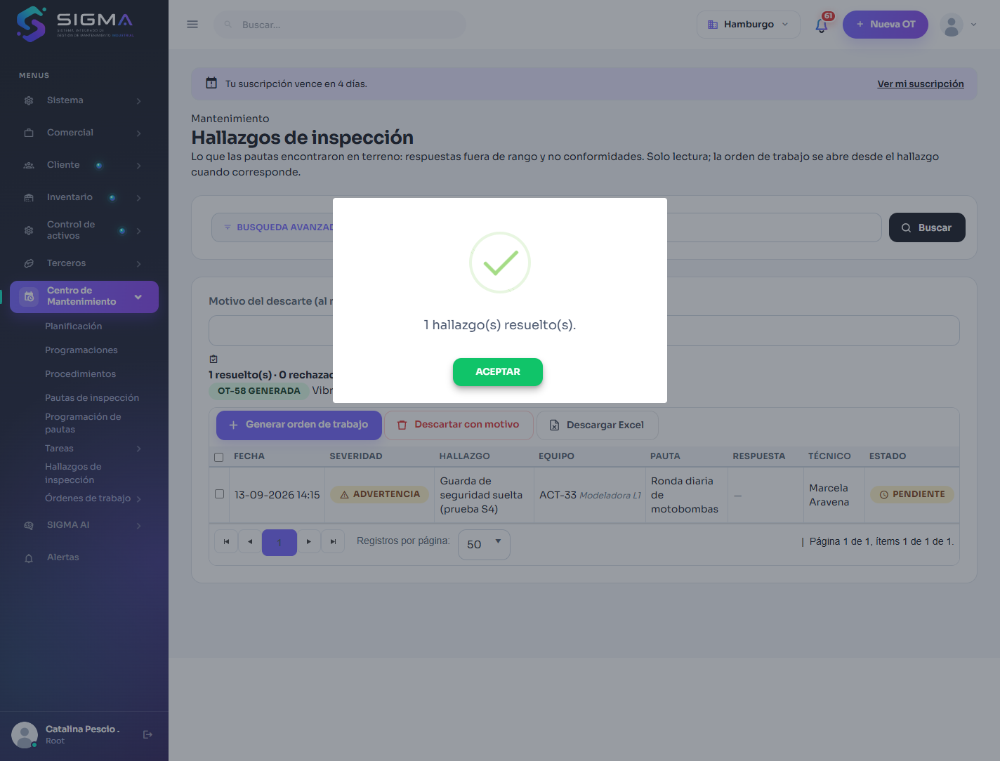 SIGMA
SISTEMA INTEGRADO DE
GESTIÓN DE MANTENIMIENTO INDUSTRIAL
Buscar...
Hamburgo
61
+ Nueva OT
MENUS
Sistema
Comercial
Cliente
Inventario
Control de
activos
Terceros
Centro de
Mantenimiento
Planificación
Programaciones
Procedimientos
Pautas de inspección
Programación de
pautas
Tareas
Hallazgos de
inspección
Órdenes de trabajo
SIGMA AI
Alertas
Catalina Pescio .
Root
Tu suscripción vence en 4 días.
Ver mi suscripción
Mantenimiento
Hallazgos de inspección
Lo que las pautas encontraron en terreno: respuestas fuera de rango y no conformidades. Solo lectura; la orden de trabajo se abre desde el hallazgo
cuando corresponde.
BUSQUEDA AVANZAD
Buscar
Motivo del descarte (al
1 resuelto(s) · 0 rechazad
OT-58 GENERADA Vibr
1 hallazgo(s) resuelto(s).
ACEPTAR
+ Generar orden de trabajo
Descartar con motivo
Descargar Excel
FECHA SEVERIDAD HALLAZGO EQUIPO PAUTA RESPUESTA TÉCNICO ESTADO
13-09-2026 14:15
ADVERTENCIA
Guarda de
seguridad suelta
(prueba S4)
ACT-33 Modeladora L1
Ronda diaria
de
motobombas
—
Marcela
Aravena
PENDIENTE
1
Registros por página:
50
| Página 1 de 1, ítems 1 de 1 de 1.